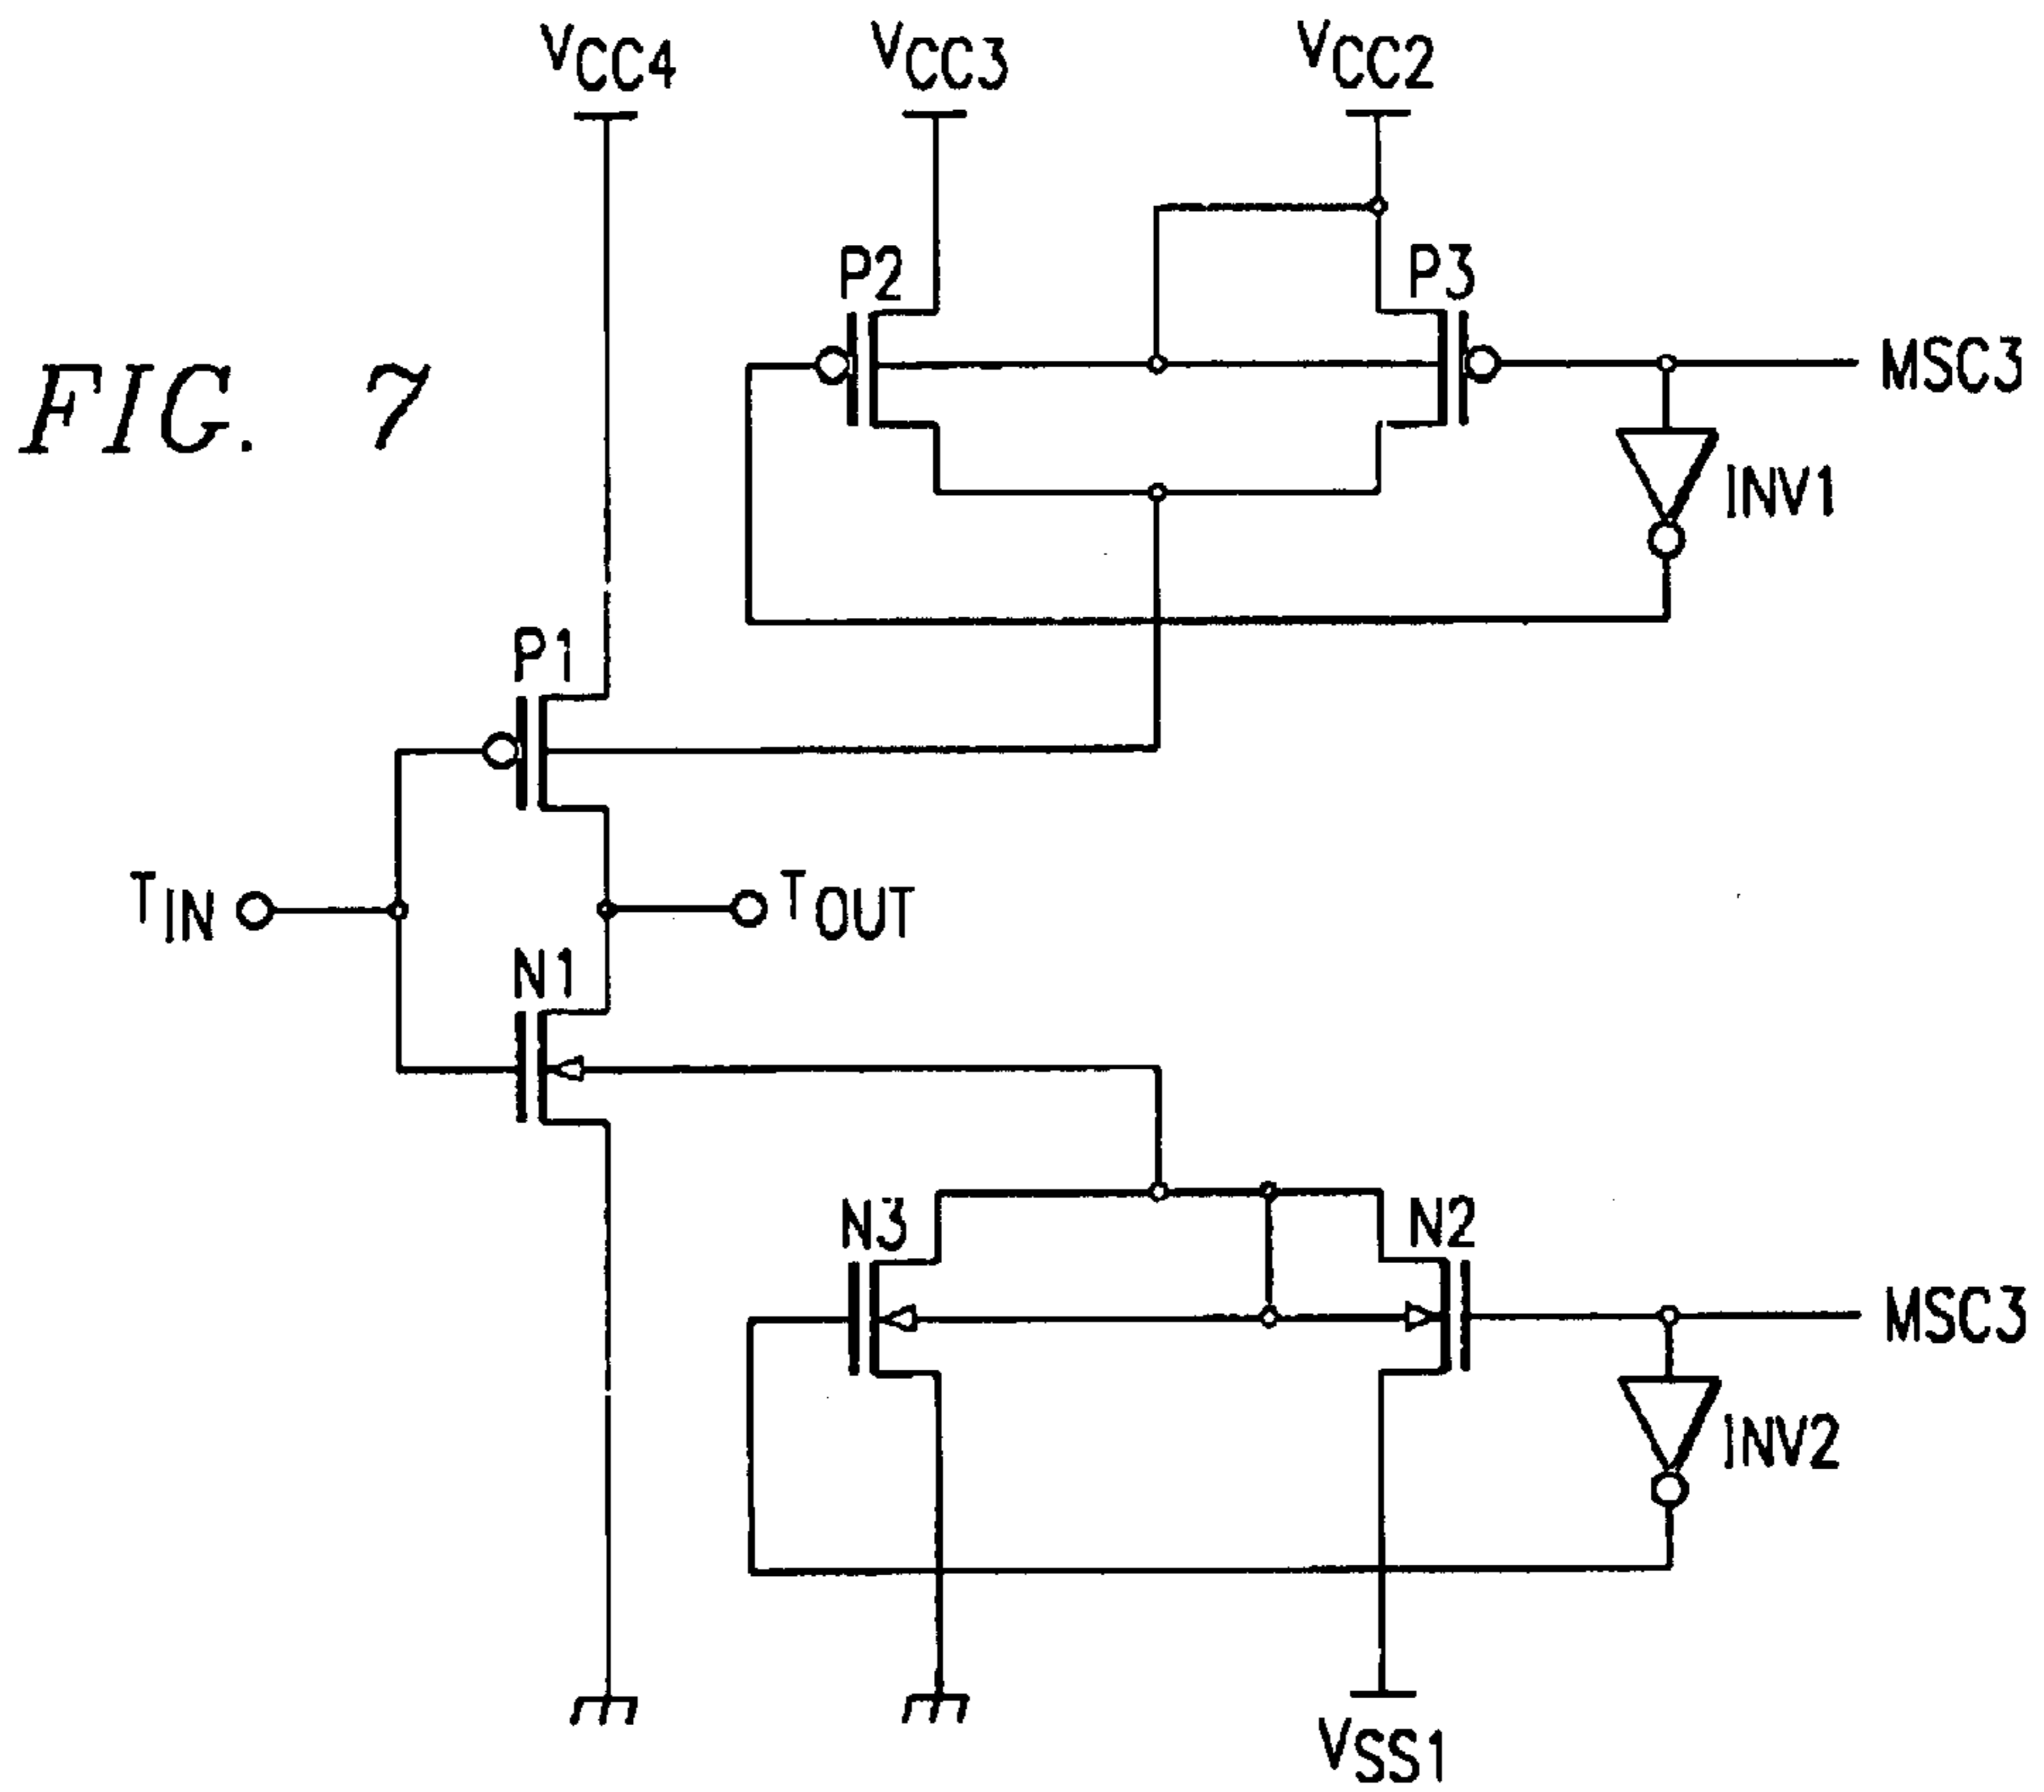 VCC4
VCC3
VCC2
P2
P3
MSC3
FIG. 7
INV1
P1
TIN
TOUT
N1
N3
N2
MSC3
INV2
VSS1